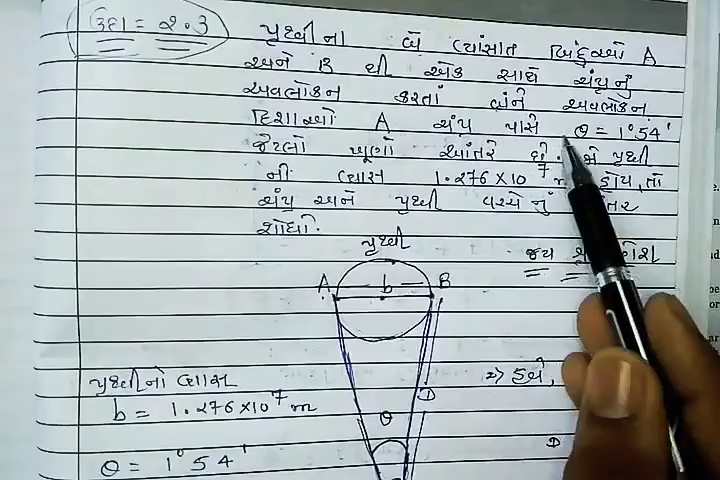 ઉદા = ૨.૩
પૃથ્વીના બે વ્યાસાંત બિંદુઓ A
અને B થી એક સાથે ચંદ્રનું
અવલોકન કરતાં બંને અવલોકન
દિશાઓ A ચંદ્ર પાસે θ = 1° 54'
જેટલો ખૂણો આંતરે છે. જો પૃથ્વી
ની વ્યાસ 1.276 × 10⁷ m હોય, તો
ચંદ્ર અને પૃથ્વી વચ્ચેનું
શોધો.
પૃથ્વી
જય
A b B
પૃથ્વીનો વ્યાસ
b = 1.276 × 10⁷ m
⇒ હવે,
D
θ
D
θ = 1° 54'